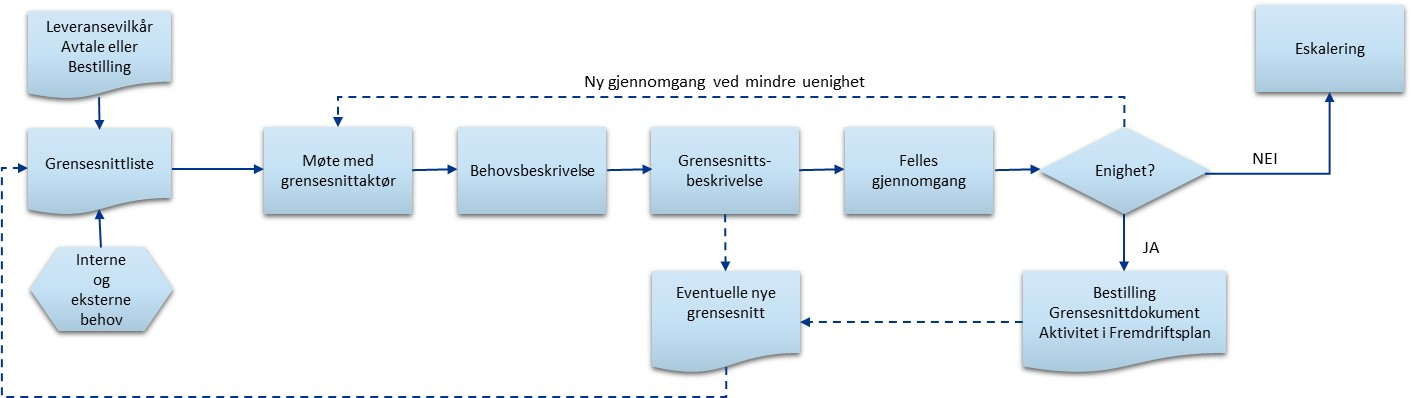 Leveransevilkår
Avtale eller
Bestilling
Grensesnittliste
Interne
og
eksterne
behov
Ny gjennomgang ved mindre uenighet
Møte med
grensesnittaktør
Behovsbeskrivelse
Grensesnitts-
beskrivelse
Felles
gjennomgang
Enighet?
NEI
Eskalering
JA
Bestilling
Grensesnittdokument
Aktivitet i Fremdriftsplan
Eventuelle nye
grensesnitt